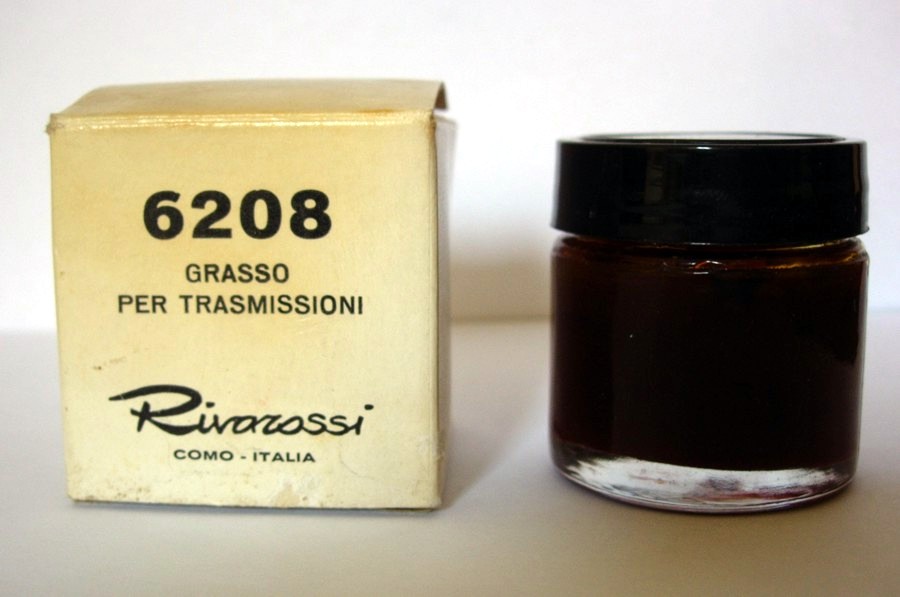 6208
GRASSO
PER TRASMISSIONI
Rivarossi
COMO - ITALIA